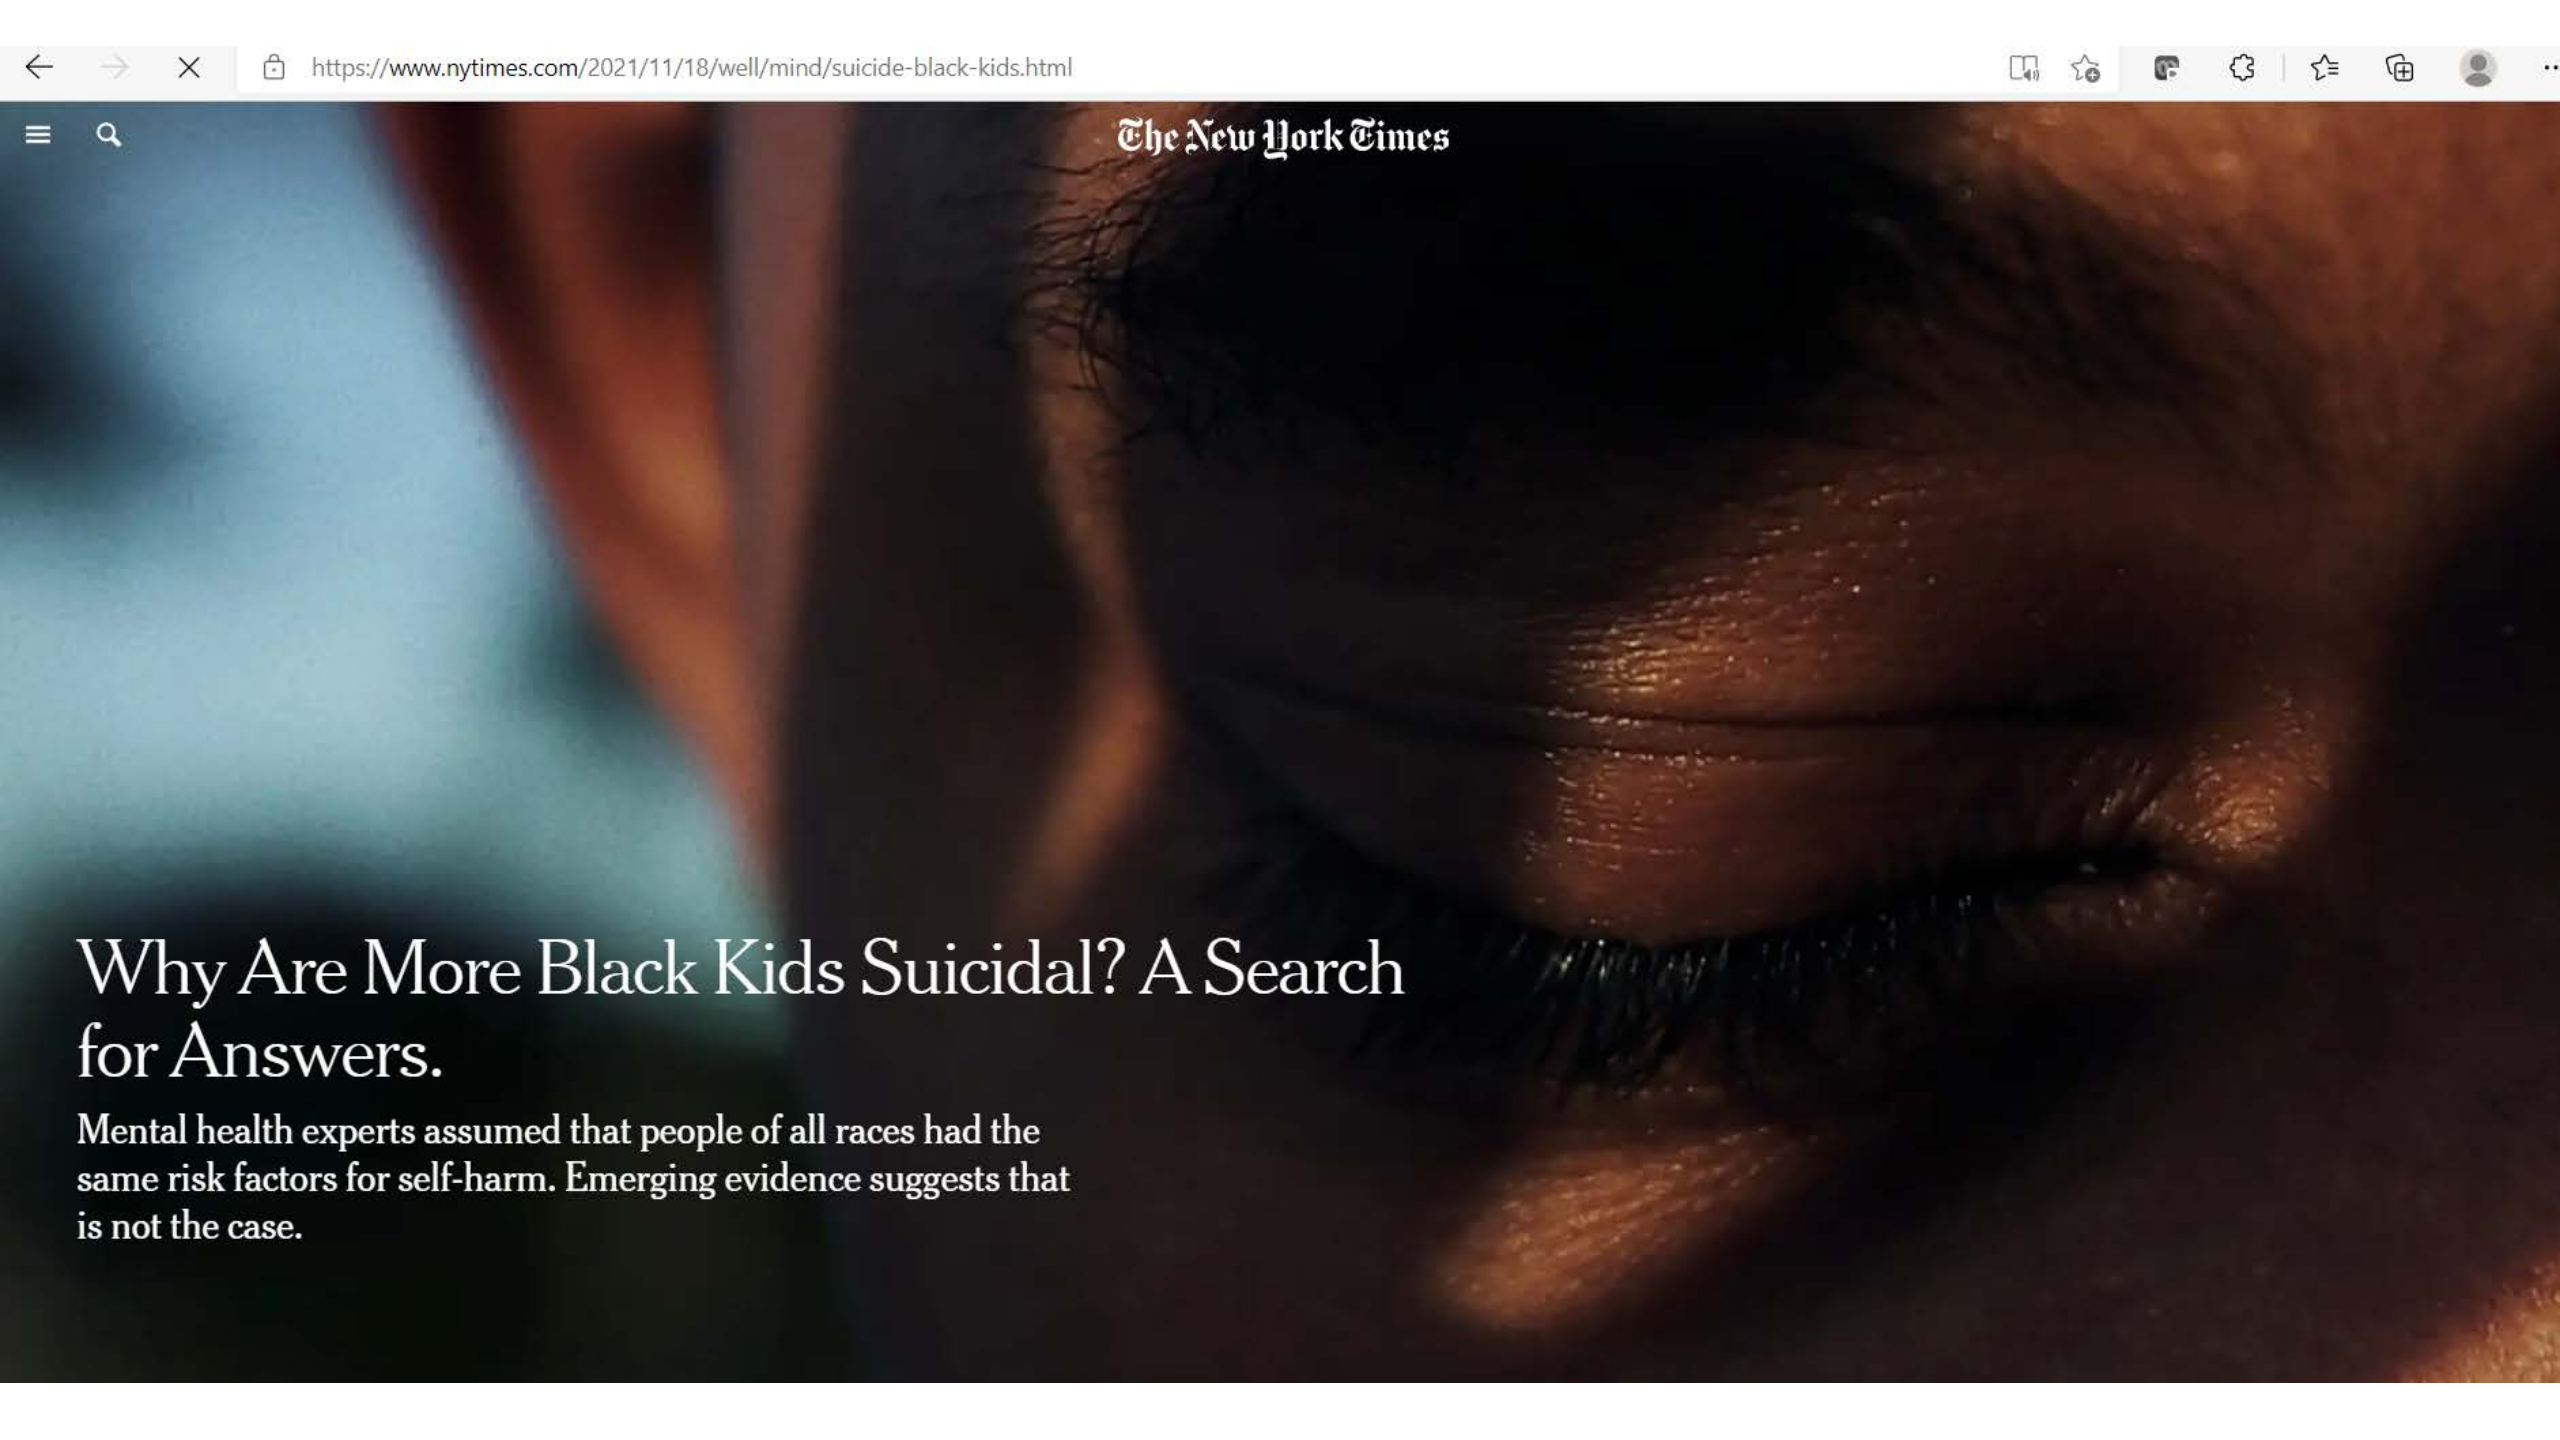 https://www.nytimes.com/2021/11/18/well/mind/suicide-black-kids.html
The New York Times
Why Are More Black Kids Suicidal? A Search
for Answers.
Mental health experts assumed that people of all races had the
same risk factors for self-harm. Emerging evidence suggests that
is not the case.